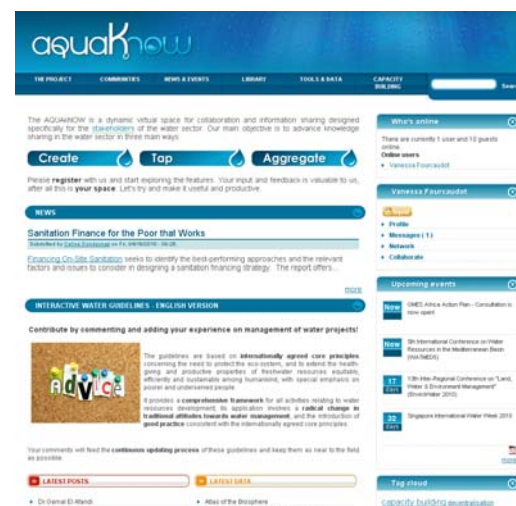 aquaKnow
THE PROJECT COMMUNITIES NEWS & EVENTS LIBRARY TOOLS & DATA CAPACITY BUILDING Sear
The AQUAKNOW is a dynamic virtual space for collaboration and information sharing designed
specifically for the stakeholders of the water sector. Our main objective is to advance knowledge
sharing in the water sector in three main ways:
Create Tap Aggregate
Please register with us and start exploring the features. Your input and feedback is valuable to us,
after all this is your space. Let's try and make it useful and productive.
NEWS
Sanitation Finance for the Poor that Works
Submitted by
Financing On-Site Sanitation seeks to identify the best-performing approaches and the relevant
factors and issues to consider in designing a sanitation financing strategy. The report offers...
more
INTERACTIVE WATER GUIDELINES - ENGLISH VERSION
Contribute by commenting and adding your experience on management of water projects!
ADVICE
The guidelines are based on internationally agreed core principles
concerning the need to protect the eco-system, and to extend the health-
giving and productive properties of freshwater resources equitably,
efficiently and sustainable among humankind, with special emphasis on
poorer and underserved people.
It provides a comprehensive framework for all activities relating to water
resources development; its application involves a radical change in
traditional attitudes towards water management, and the introduction of
good practice consistent with the internationally agreed core principles.
Your comments will feed the continuous updating process of these guidelines and keep them as near to the field
as possible.
LATEST POSTS
Dr Gamal El Afandi
LATEST DATA
Atlas of the Biosphere
Who's online
There are currently 1 user and 12 guests
online.
Online users
Vanessa Fourcaudot
Vanessa Fourcaudot
Profile
Messages ( 1 )
Network
Collaborate
Upcoming events
Now GMES Africa Action Plan - Consultation is
now open!
Now 5th International Conference on Water
Resources in the Mediterranean Basin
(WATMED5)
17 days 13th Inter-Regional Conference on "Land,
Water & Environment Management"
(EnviroWater 2010)
32 days Singapore International Water Week 2010
more
Tag cloud
capacity building decentralisation